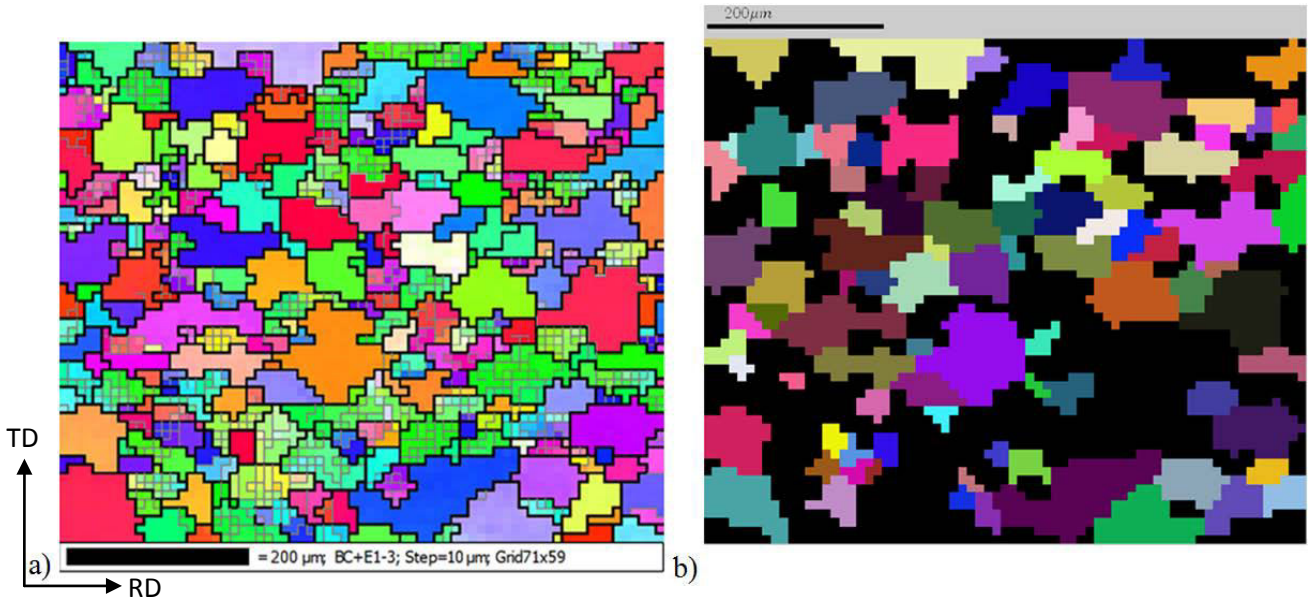 200µm
TD
a)
= 200 µm; BC+E1-3; Step=10 µm; Grid71x59
b)
RD